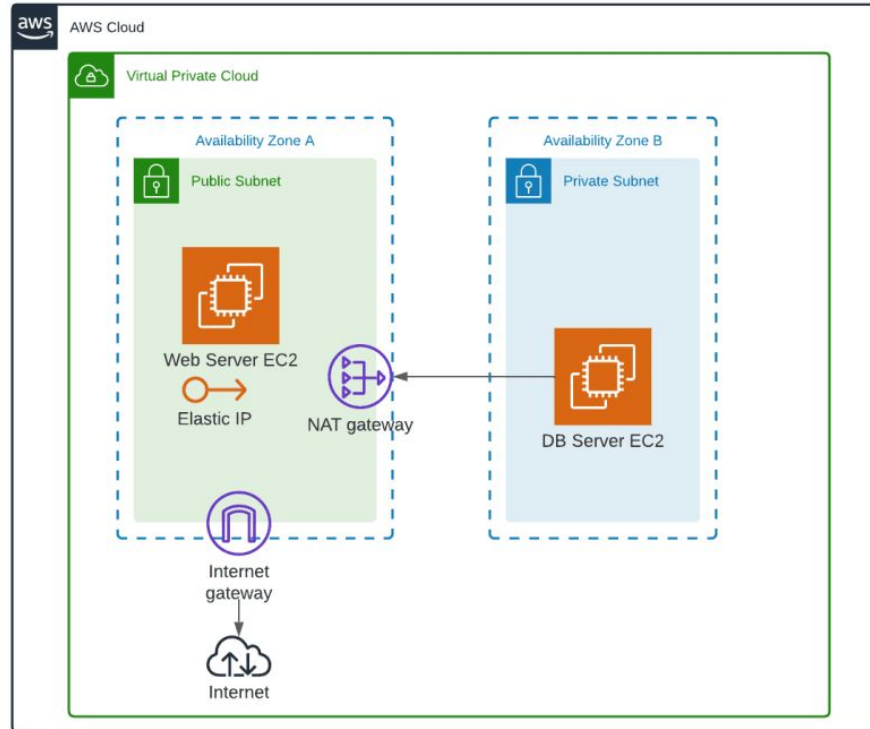 aws
AWS Cloud
Virtual Private Cloud
Availability Zone A
Availability Zone B
Public Subnet
Private Subnet
Web Server EC2
Elastic IP
NAT gateway
DB Server EC2
Internet
gateway
Internet